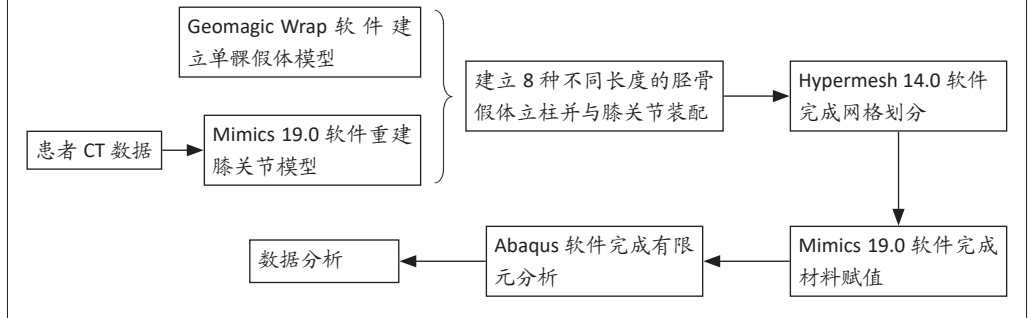 Geomagic Wrap 软件建
立单髁假体模型
患者 CT 数据
Mimics 19.0 软件重建
膝关节模型
建立 8 种不同长度的胫骨
假体立柱并与膝关节装配
Hypermesh 14.0 软件
完成网格划分
Mimics 19.0 软件完成
材料赋值
Abaqus 软件完成有限
元分析
数据分析